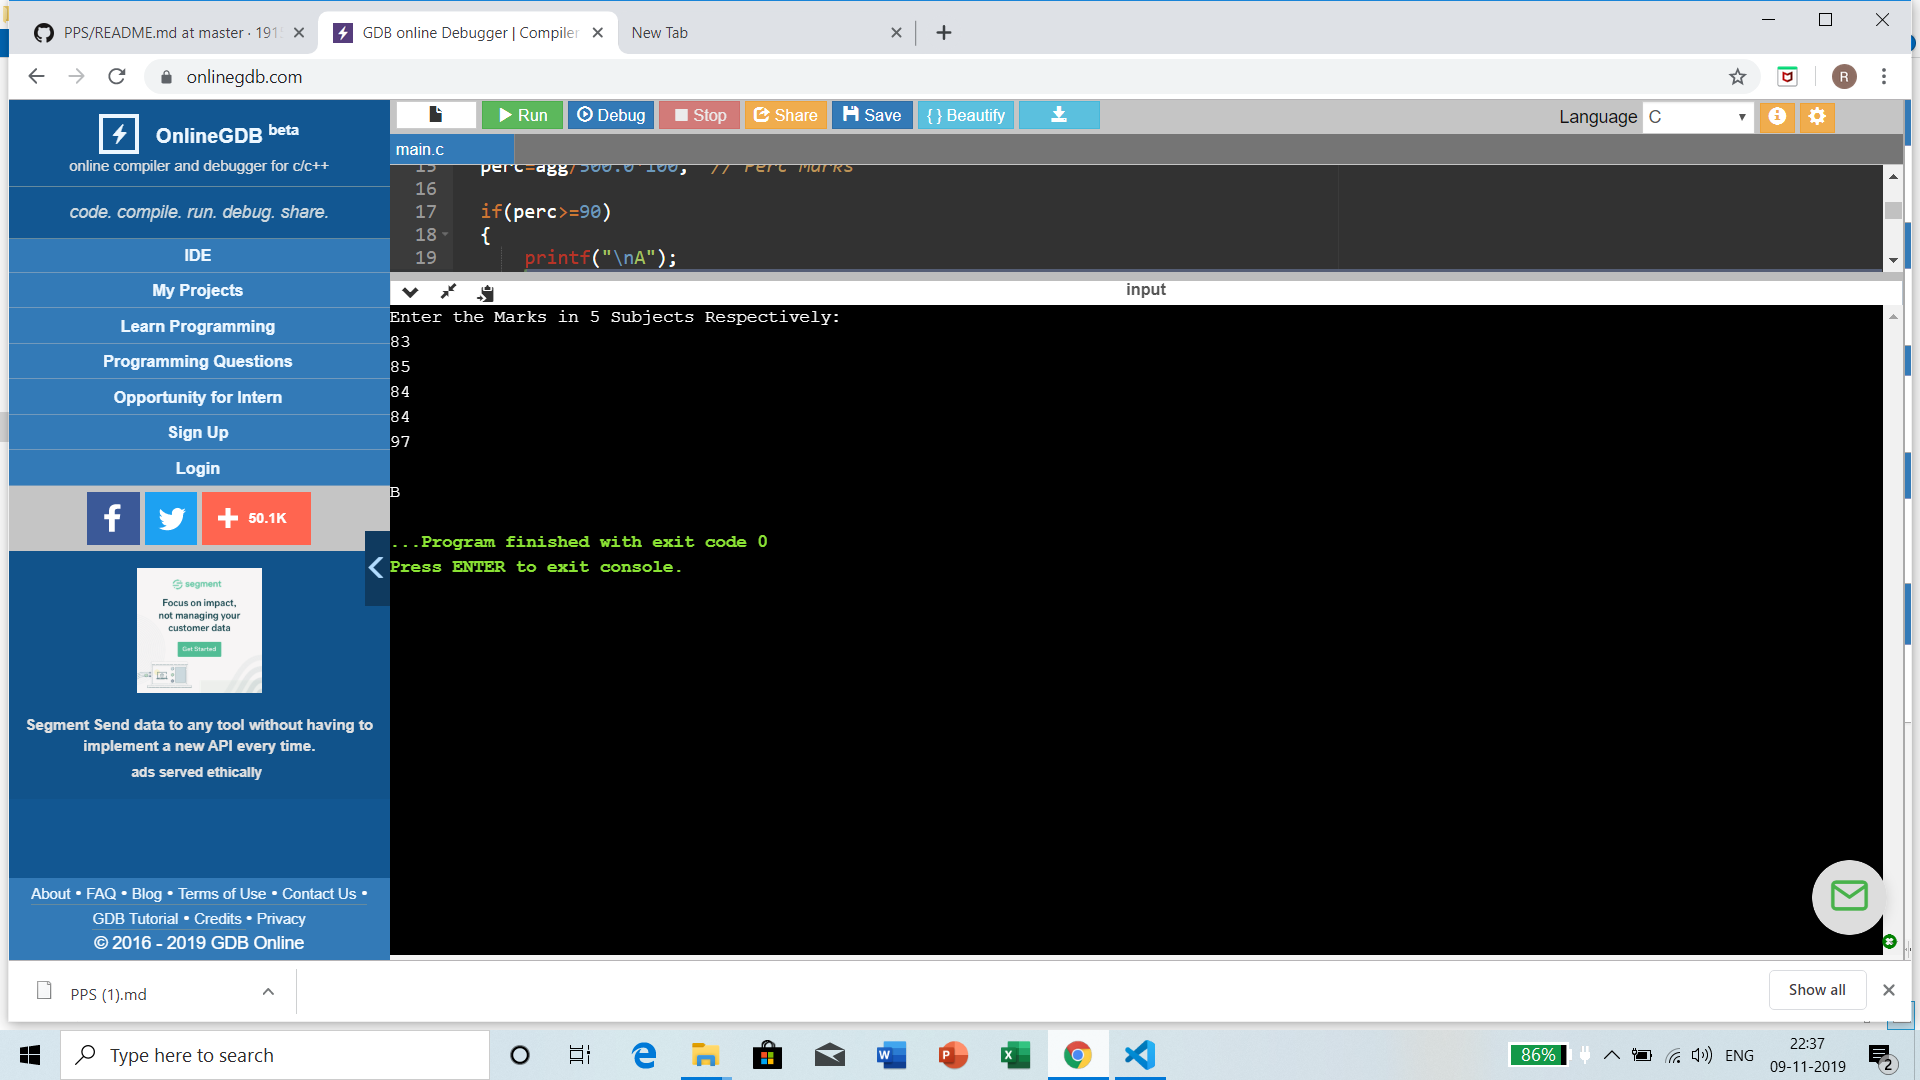 PPS/README.md at master · 191
GDB online Debugger | Compiler
New Tab
onlinegdb.com
R
OnlineGDB beta
online compiler and debugger for c/c++
code. compile. run. debug. share.
IDE
My Projects
Learn Programming
Programming Questions
Opportunity for Intern
Sign Up
Login
50.1K
segment
Focus on impact,
not managing your
customer data
Get Started
Segment Send data to any tool without having to
implement a new API every time.
ads served ethically
About • FAQ • Blog • Terms of Use • Contact Us •
GDB Tutorial • Credits • Privacy
© 2016 - 2019 GDB Online
Run Debug Stop Share Save { } Beautify
Language C
main.c
15 perc=agg/500.0*100; // Perc Marks
16
17 if(perc>=90)
18 {
19 printf("\nA");
input
Enter the Marks in 5 Subjects Respectively:
83
85
84
84
97
B
...Program finished with exit code 0
Press ENTER to exit console.
PPS (1).md
Show all
Type here to search
86%
ENG
22:37
09-11-2019
2